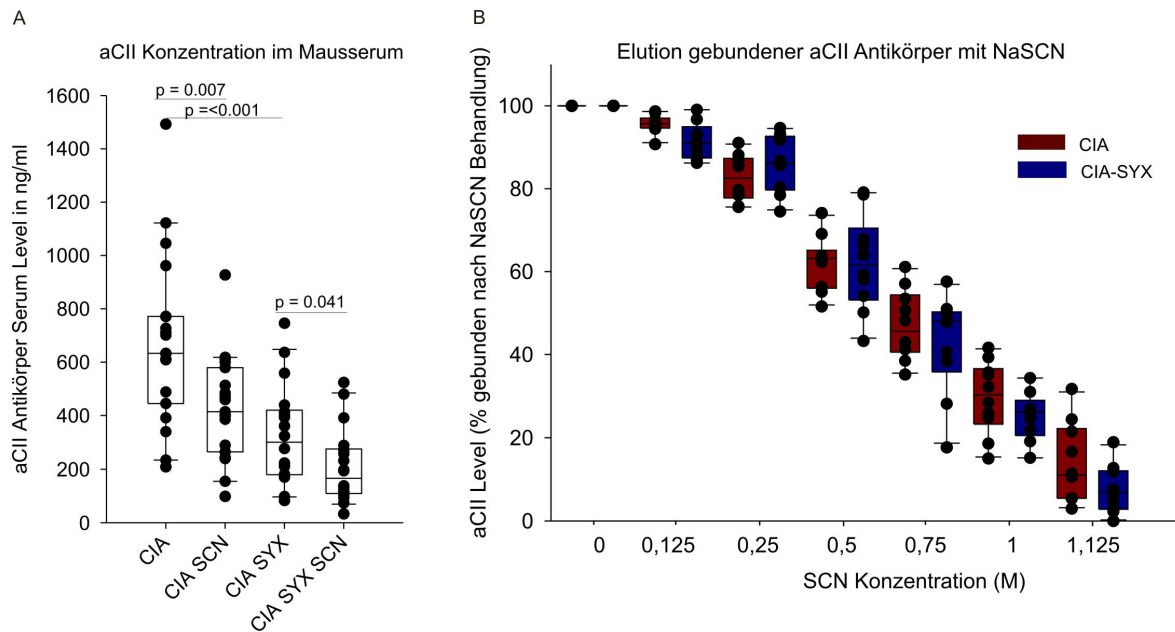 A
aCII Konzentration im Mausserum
aCII Antikörper Serum Level in ng/ml
1600
1400
1200
1000
800
600
400
200
0
p = 0.007
p =<0.001
p = 0.041
CIA
CIA SCN
CIA SYX
CIA SYX SCN
B
Elution gebundener aCII Antikörper mit NaSCN
aCII Level (% gebunden nach NaSCN Behandlung)
100
80
60
40
20
0
CIA
CIA-SYX
0
0,125
0,25
0,5
0,75
1
1,125
SCN Konzentration (M)